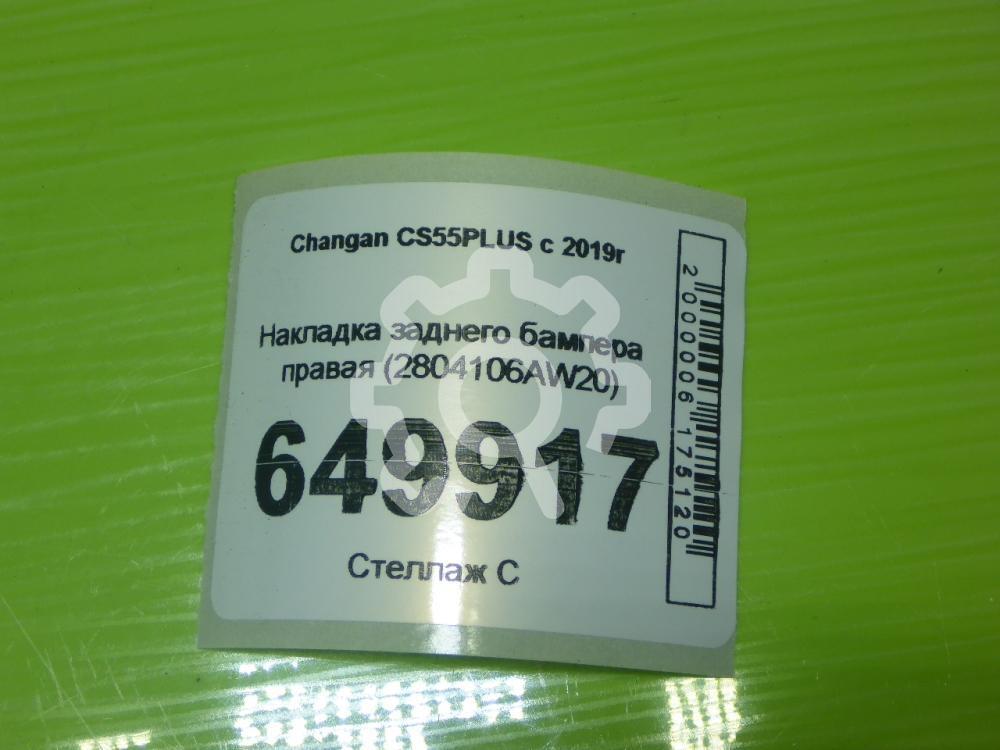 Changan CS55PLUS с 2019г
Накладка заднего бампера
правая (2804106AW20)
649917
Стеллаж С
2000006175120